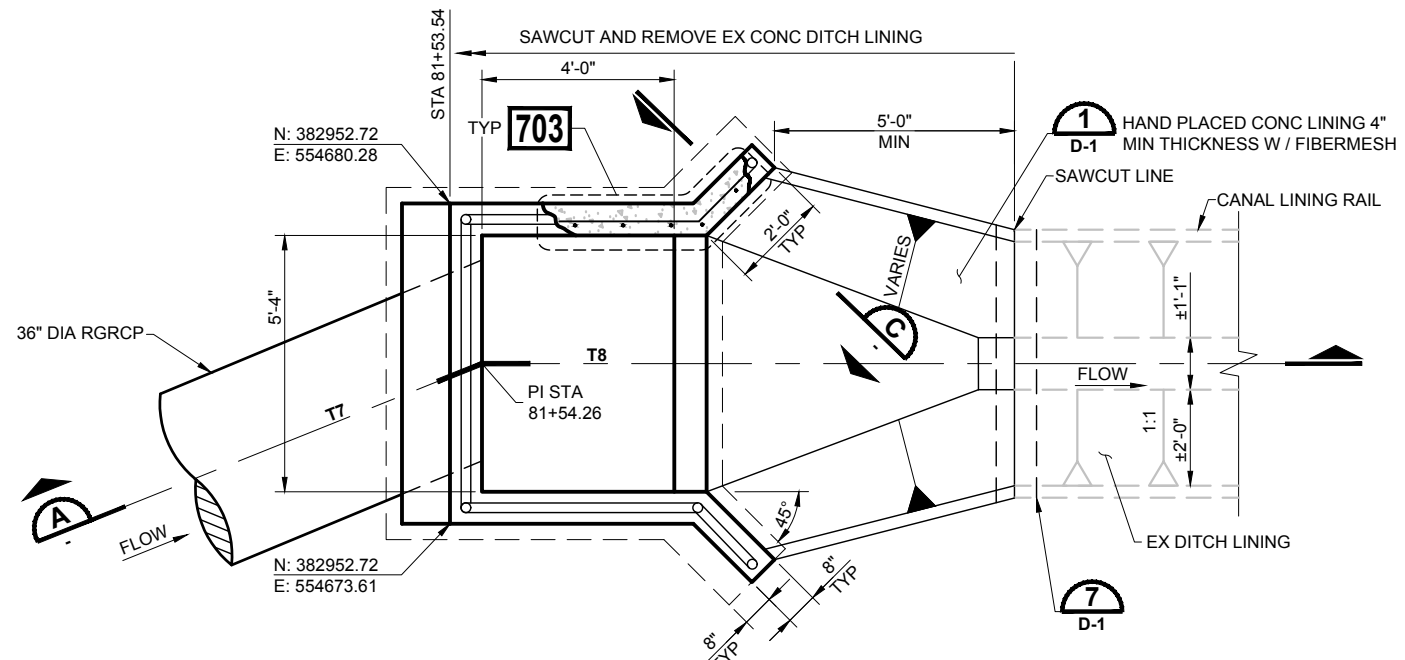 STA 81+53.54
SAWCUT AND REMOVE EX CONC DITCH LINING
4'-0"
N: 382952.72
E: 554680.28
TYP 703
5'-0"
MIN
1
D-1
HAND PLACED CONC LINING 4"
MIN THICKNESS W / FIBERMESH
SAWCUT LINE
CANAL LINING RAIL
2'-0"
TYP
VARIES
C
-
5'-4"
36" DIA RGRCP
T8
T7
PI STA
81+54.26
FLOW
±1'-1"
1:1
±2'-0"
A
-
FLOW
45°
EX DITCH LINING
N: 382952.72
E: 554673.61
8"
TYP
8"
TYP
7
D-1